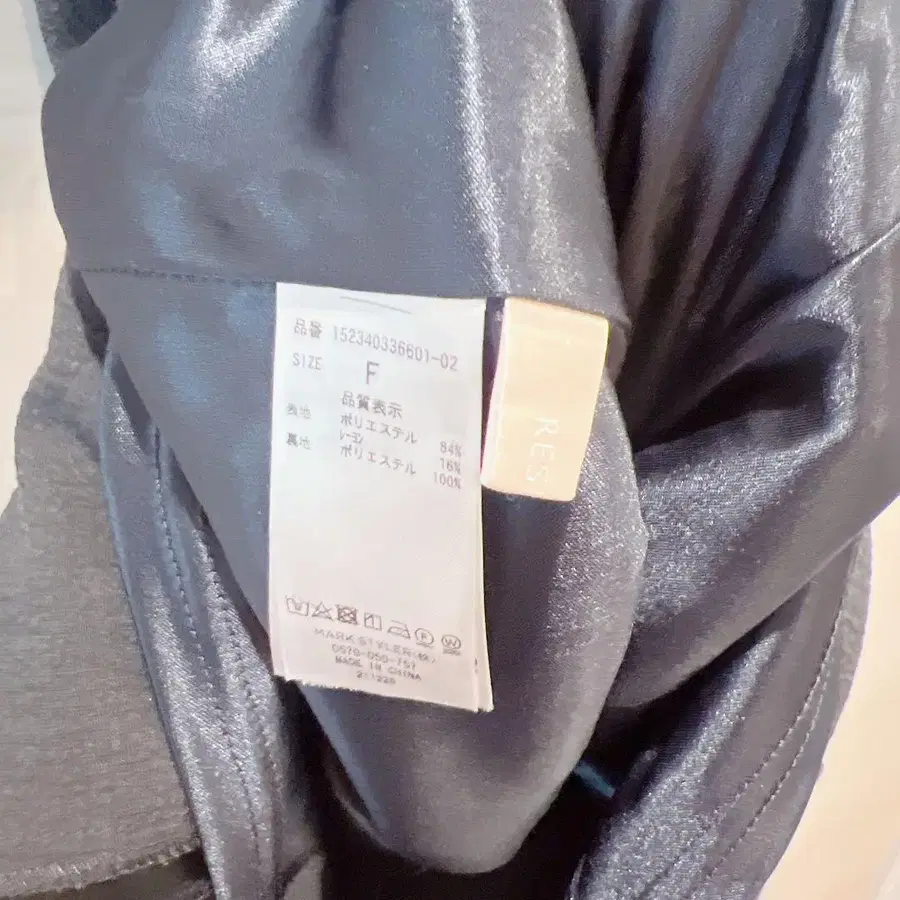 品番 152340336601-02
SIZE F
品質表示
表地 ポリエステル 84%
レーヨン 16%
裏地 ポリエステル 100%
MARK STYLER(株)
0570-050-757
MADE IN CHINA
211228
RES